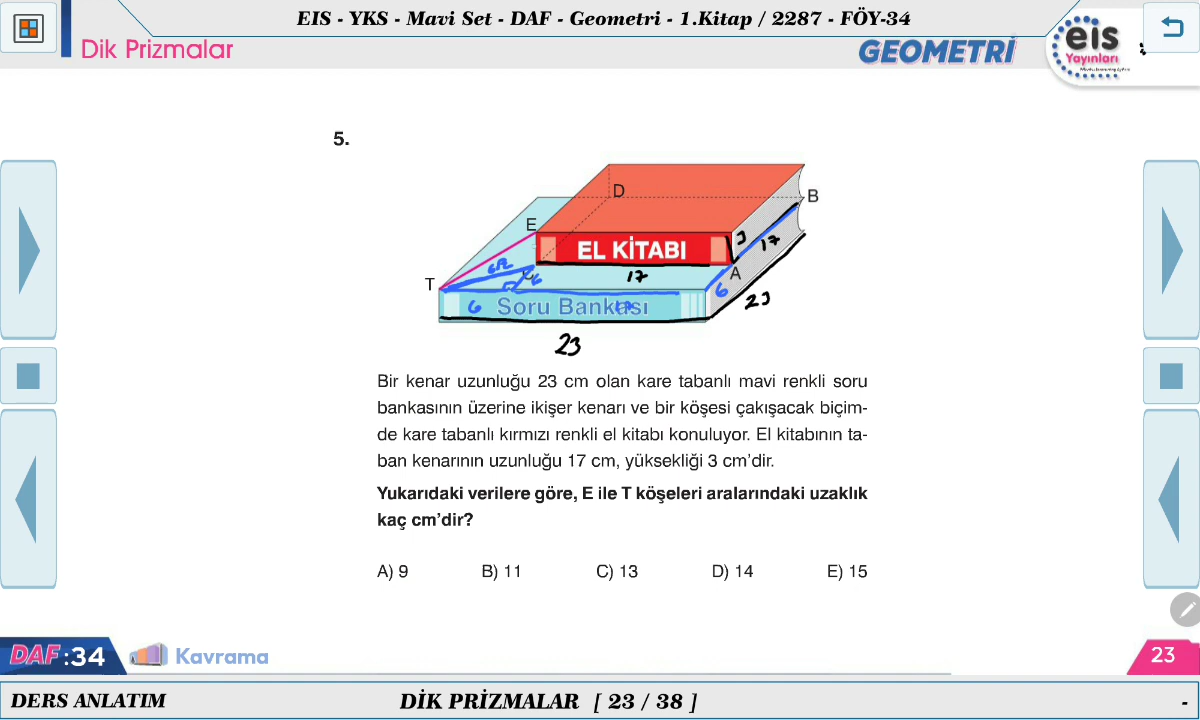 EIS - YKS - Mavi Set - DAF - Geometri - 1.Kitap / 2287 - FÖY-34
Dik Prizmalar
GEOMETRİ
eis
Yayınları
5.
D
B
E
EL KİTABI
3
17
T
6√2
C
6
17
A
6
6
Soru Bankası
17
23
23
Bir kenar uzunluğu 23 cm olan kare tabanlı mavi renkli soru
bankasının üzerine ikişer kenarı ve bir köşesi çakışacak biçim-
de kare tabanlı kırmızı renkli el kitabı konuluyor. El kitabının ta-
ban kenarının uzunluğu 17 cm, yüksekliği 3 cm'dir.
Yukarıdaki verilere göre, E ile T köşeleri aralarındaki uzaklık
kaç cm'dir?
A) 9 B) 11 C) 13 D) 14 E) 15
DAF:34 Kavrama
23
DERS ANLATIM DİK PRİZMALAR [ 23 / 38 ] -